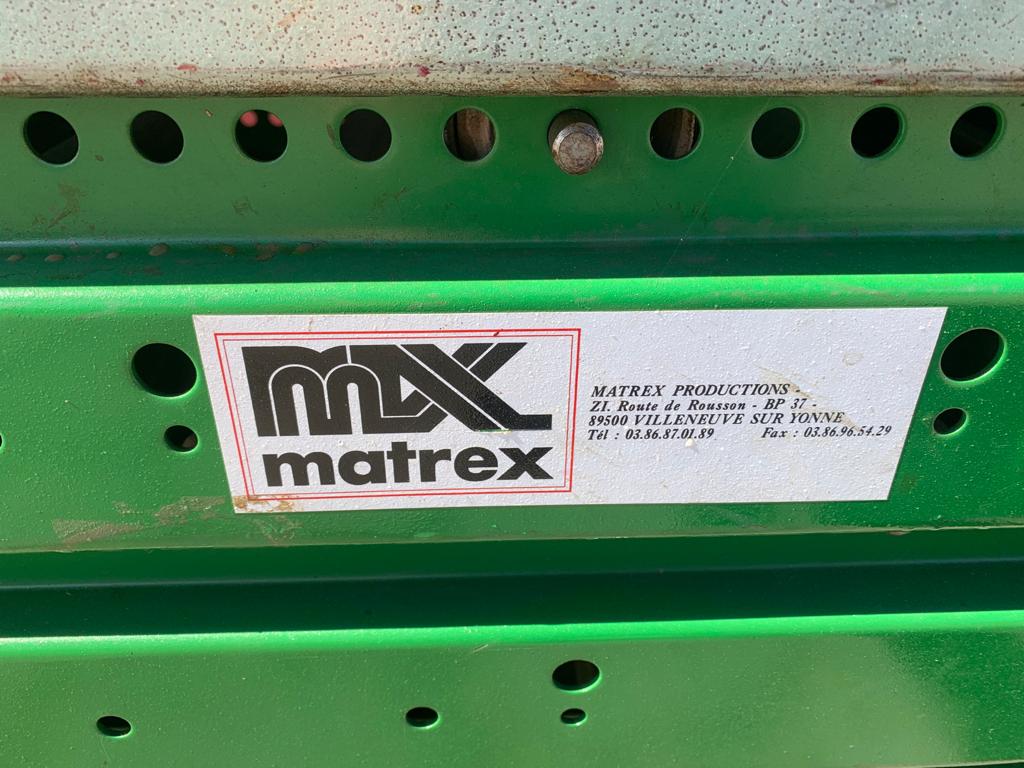 MAX
matrex
MATREX PRODUCTIONS -
ZI. Route de Rousson - BP 37 -
89500 VILLENEUVE SUR YONNE
Tél : 03.86.87.01.89 Fax : 03.86.96.54.29